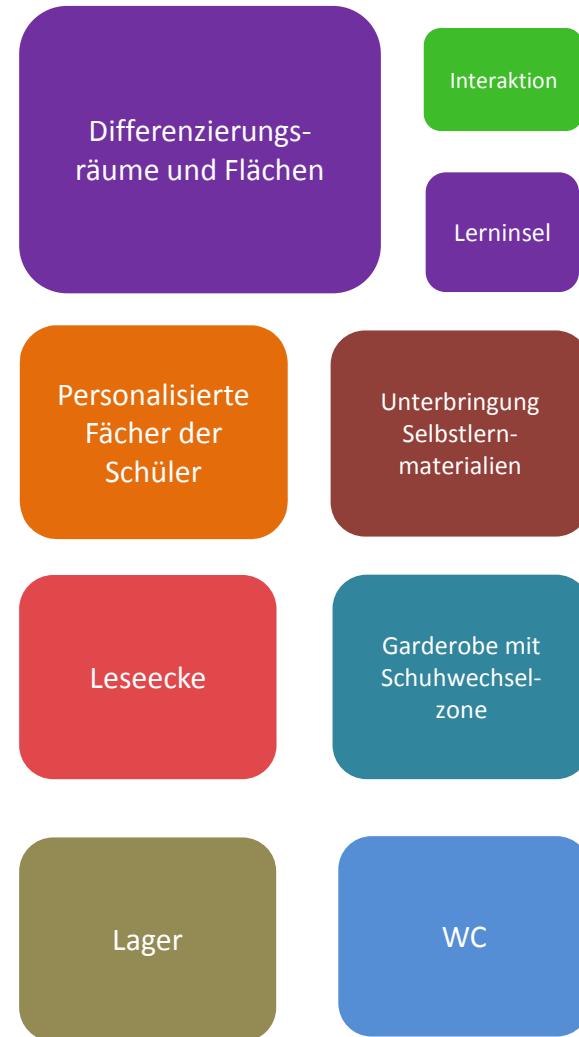 Differenzierungs-
räume und Flächen
Interaktion
Lerninsel
Personalisierte
Fächer der
Schüler
Unterbringung
Selbstlern-
materialien
Leseecke
Garderobe mit
Schuhwechsel-
zone
Lager
WC